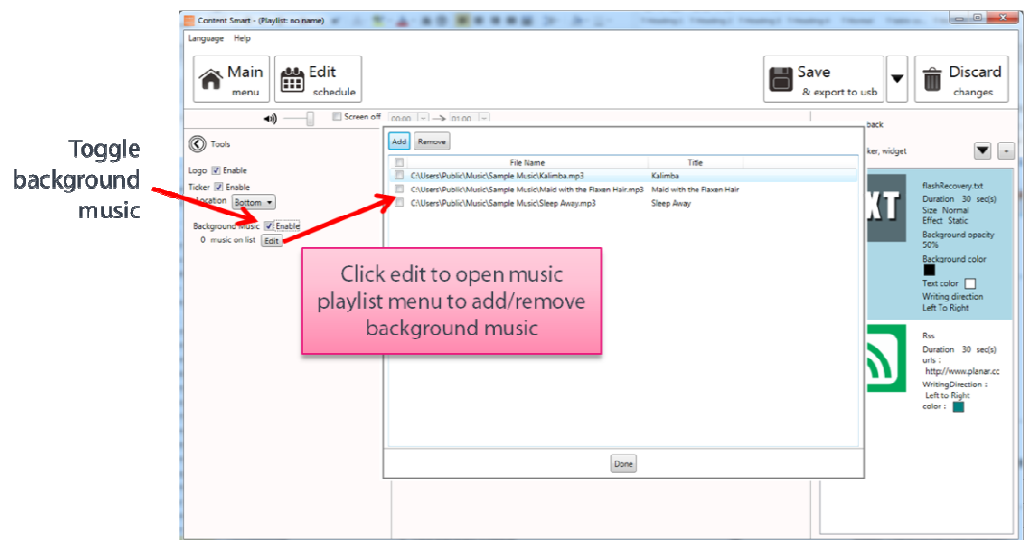 Content Smart - (Playlist: no name)
Language Help
Main
menu
Edit
schedule
Save
& export to usb
Discard
changes
Screen off 00:00 01:00
back
Tools
Add Remove
ker, widget
File Name Title
Logo Enable
C:\Users\Public\Music\Sample Music\Kalimba.mp3 Kalimba
Ticker Enable
C:\Users\Public\Music\Sample Music\Maid with the Flaxen Hair.mp3 Maid with the Flaxen Hair
Location Bottom
C:\Users\Public\Music\Sample Music\Sleep Away.mp3 Sleep Away
Background Music Enable
0 music on list Edit
Toggle
background
music
Click edit to open music
playlist menu to add/remove
background music
Done
XT
flashRecovery.txt
Duration 30 sec(s)
Size Normal
Effect Static
Background opacity
50%
Background color
Text color
Writing direction
Left To Right
Rss
Duration 30 sec(s)
urls :
http://www.planar.cc
WritingDirection :
Left to Right
color :